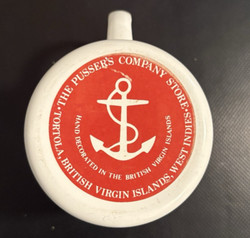 · THE PUSSER'S COMPANY STORE ·
TORTOLA, BRITISH VIRGIN ISLANDS, WEST INDIES
HAND DECORATED IN THE BRITISH VIRGIN ISLANDS